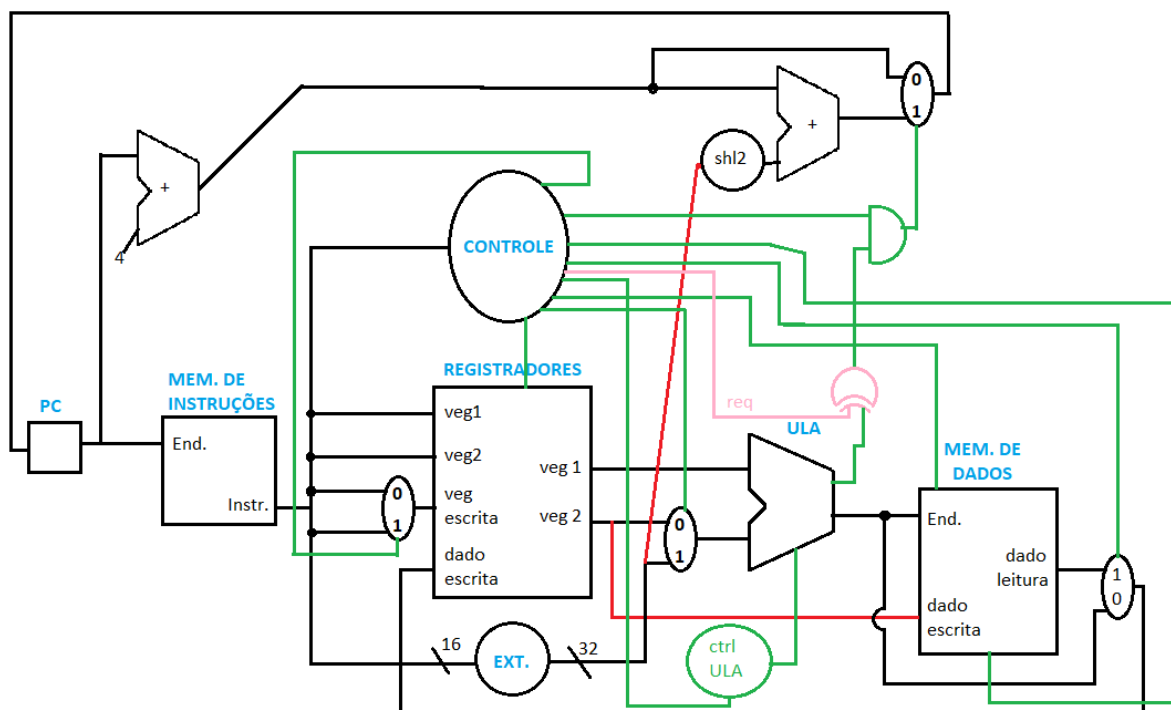 0
1
+
shl2
+
4
CONTROLE
REGISTRADORES
MEM. DE
INSTRUÇÕES
PC
req
ULA
MEM. DE
DADOS
End.
Instr.
veg1
veg2
veg
escrita
dado
escrita
0
1
veg 1
veg 2
0
1
End.
dado
leitura
dado
escrita
1
0
16
EXT.
32
ctrl
ULA